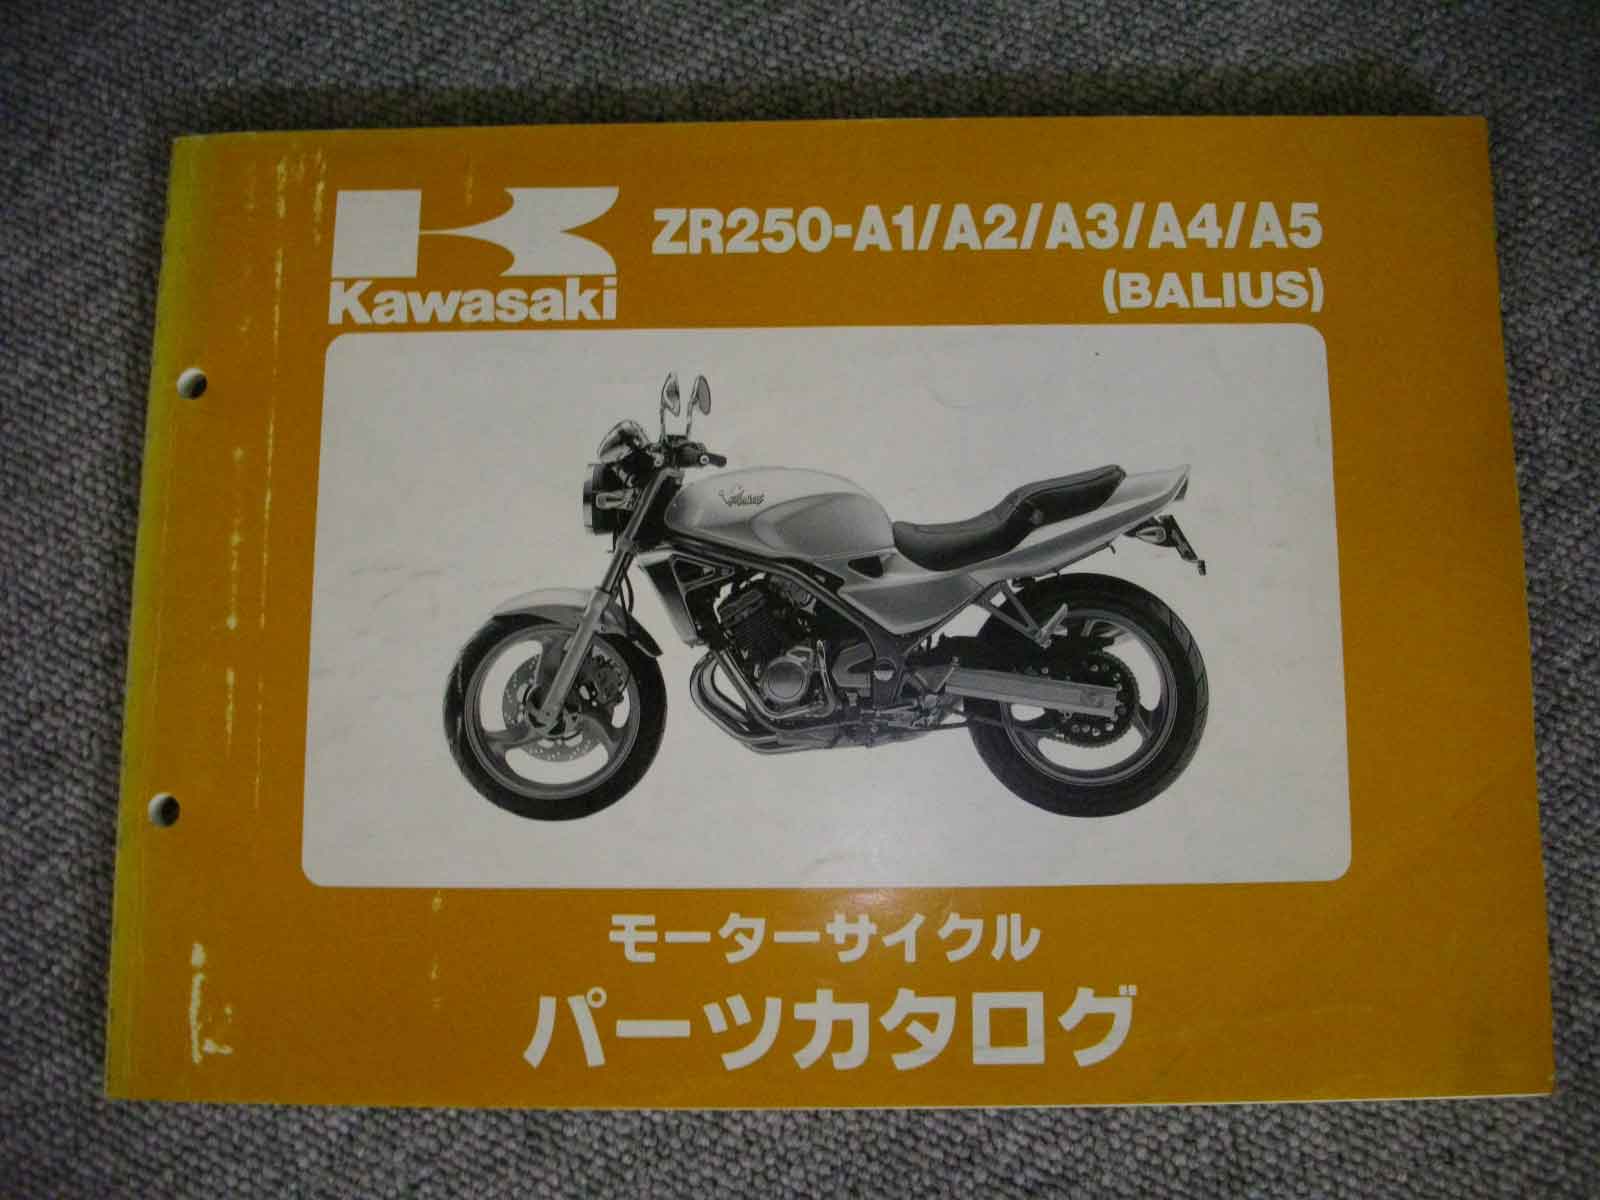 Kawasaki
ZR250-A1/A2/A3/A4/A5
(BALIUS)
モーターサイクル
パーツカタログ